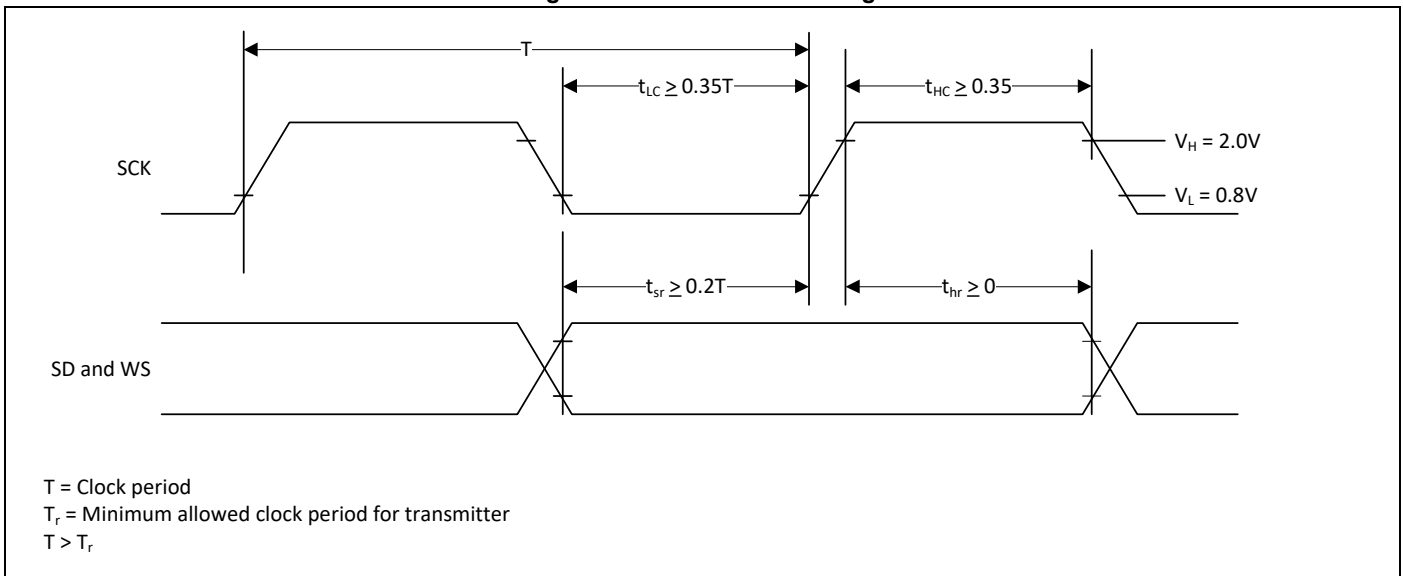 T
t_LC ≥ 0.35T
t_HC ≥ 0.35
SCK
V_H = 2.0V
V_L = 0.8V
t_sr ≥ 0.2T
t_hr ≥ 0
SD and WS
T = Clock period
T_r = Minimum allowed clock period for transmitter
T > T_r